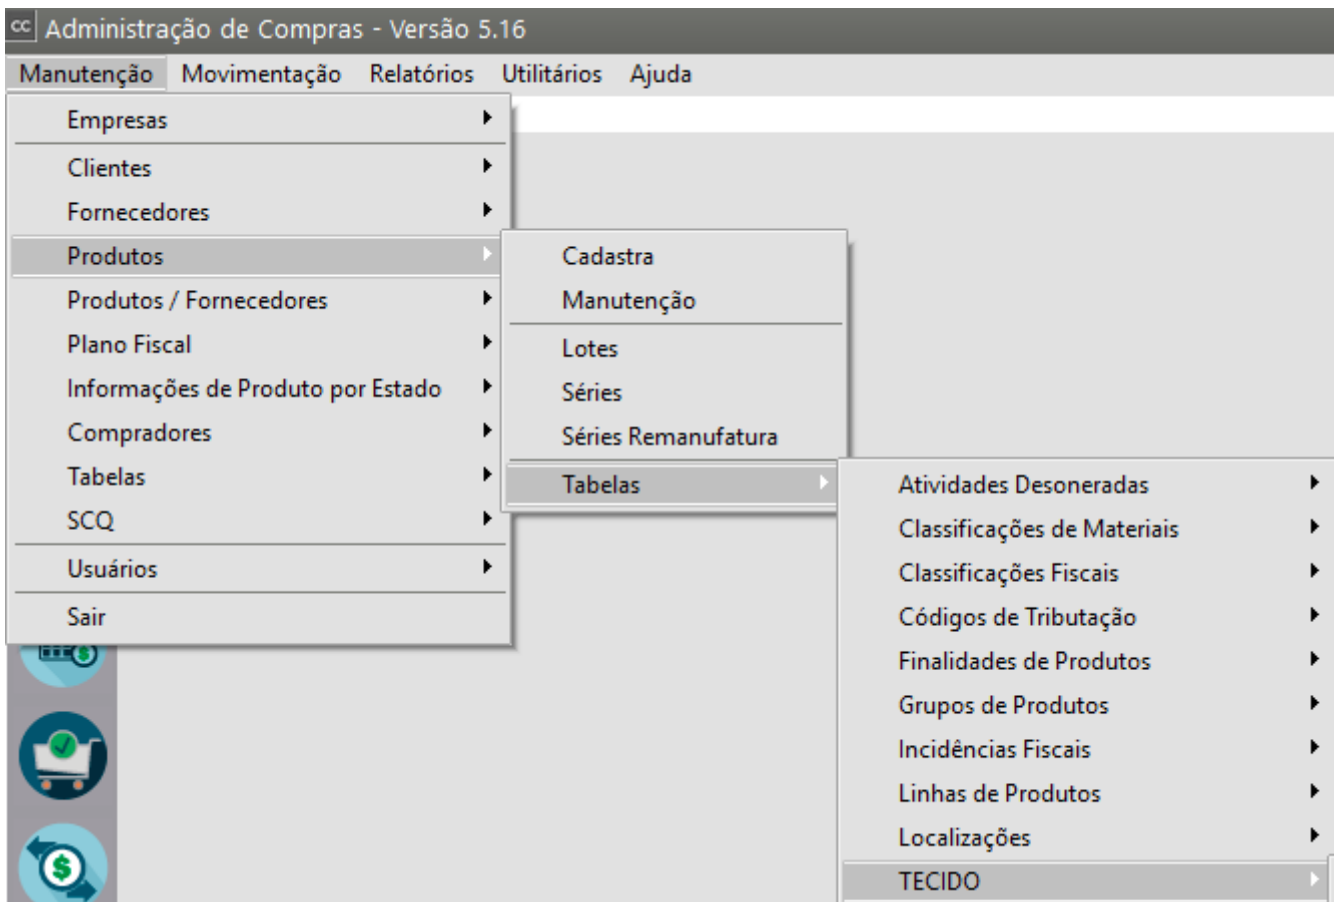 cc Administração de Compras - Versão 5.16
Manutenção Movimentação Relatórios Utilitários Ajuda
Empresas
Clientes
Fornecedores
Produtos
Produtos / Fornecedores
Plano Fiscal
Informações de Produto por Estado
Compradores
Tabelas
SCQ
Usuários
Sair
Cadastra
Manutenção
Lotes
Séries
Séries Remanufatura
Tabelas
Atividades Desoneradas
Classificações de Materiais
Classificações Fiscais
Códigos de Tributação
Finalidades de Produtos
Grupos de Produtos
Incidências Fiscais
Linhas de Produtos
Localizações
TECIDO
$
$